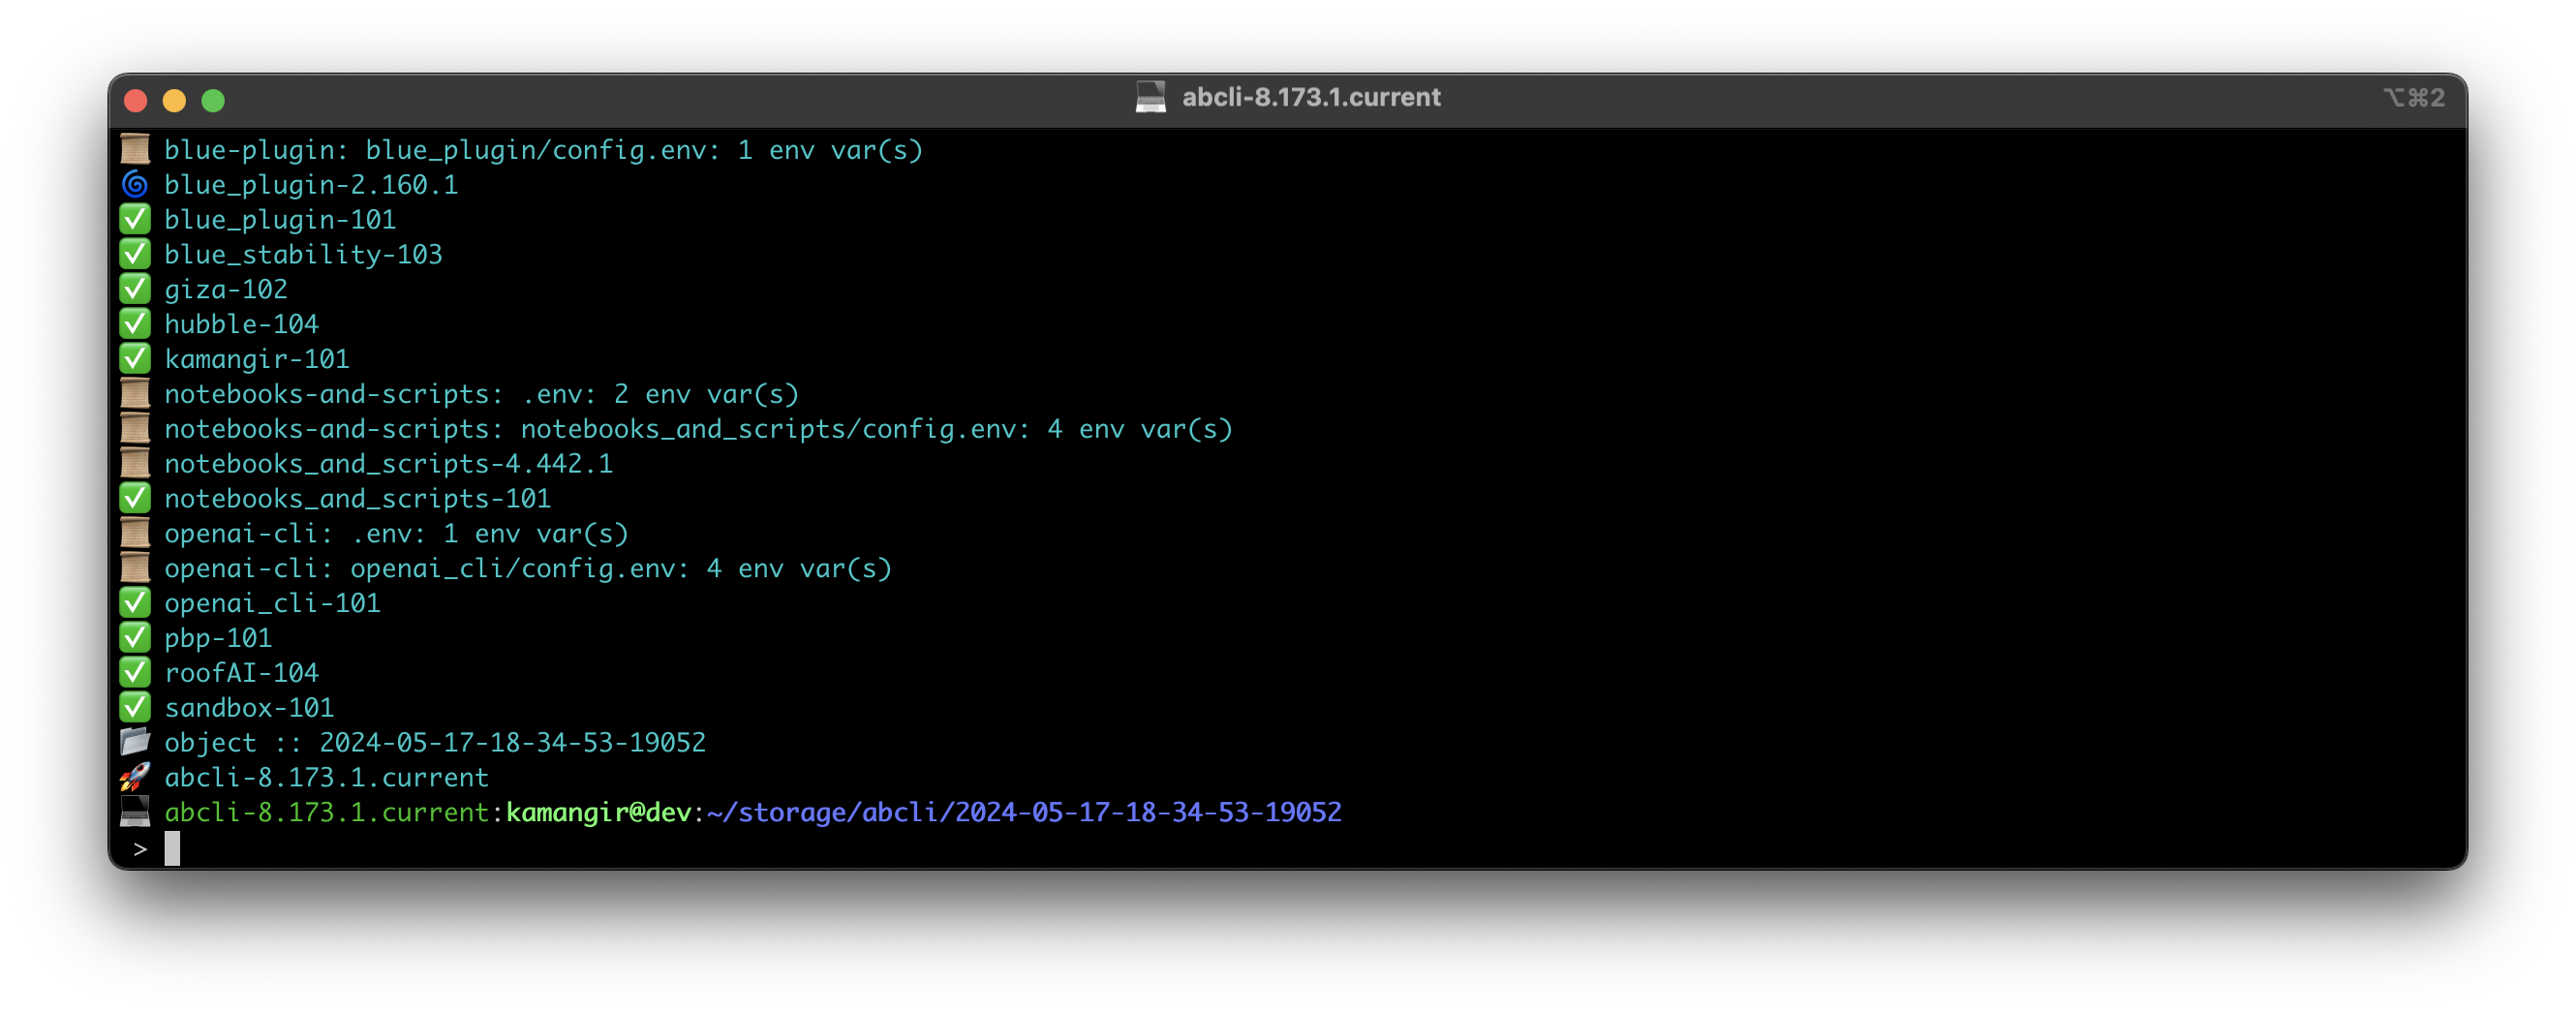 abcli-8.173.1.current
⌥⌘2
blue-plugin: blue_plugin/config.env: 1 env var(s)
blue_plugin-2.160.1
blue_plugin-101
blue_stability-103
giza-102
hubble-104
kamangir-101
notebooks-and-scripts: .env: 2 env var(s)
notebooks-and-scripts: notebooks_and_scripts/config.env: 4 env var(s)
notebooks_and_scripts-4.442.1
notebooks_and_scripts-101
openai-cli: .env: 1 env var(s)
openai-cli: openai_cli/config.env: 4 env var(s)
openai_cli-101
pbp-101
roofAI-104
sandbox-101
object :: 2024-05-17-18-34-53-19052
abcli-8.173.1.current
abcli-8.173.1.current:kamangir@dev:~/storage/abcli/2024-05-17-18-34-53-19052
>